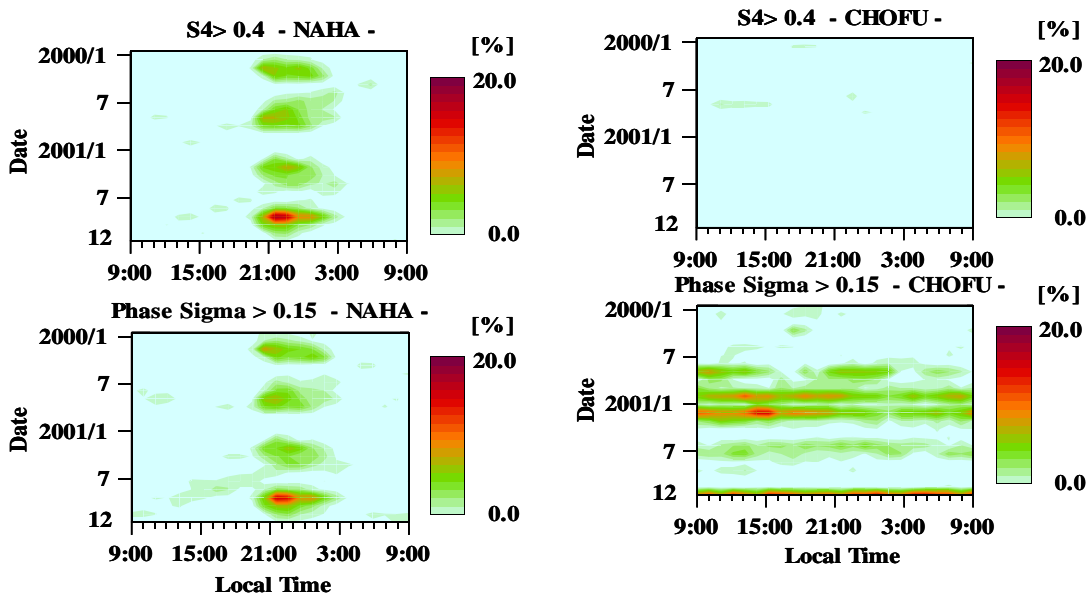 S4> 0.4 - NAHA -
[%]
2000/1
7
2001/1
7
12
Date
20.0
0.0
9:00 15:00 21:00 3:00 9:00
S4> 0.4 - CHOFU -
[%]
2000/1
7
2001/1
7
12
Date
20.0
0.0
9:00 15:00 21:00 3:00 9:00
Phase Sigma > 0.15 - NAHA -
[%]
2000/1
7
2001/1
7
12
Date
20.0
0.0
9:00 15:00 21:00 3:00 9:00
Local Time
Phase Sigma > 0.15 - CHOFU -
[%]
2000/1
7
2001/1
7
12
Date
20.0
0.0
9:00 15:00 21:00 3:00 9:00
Local Time